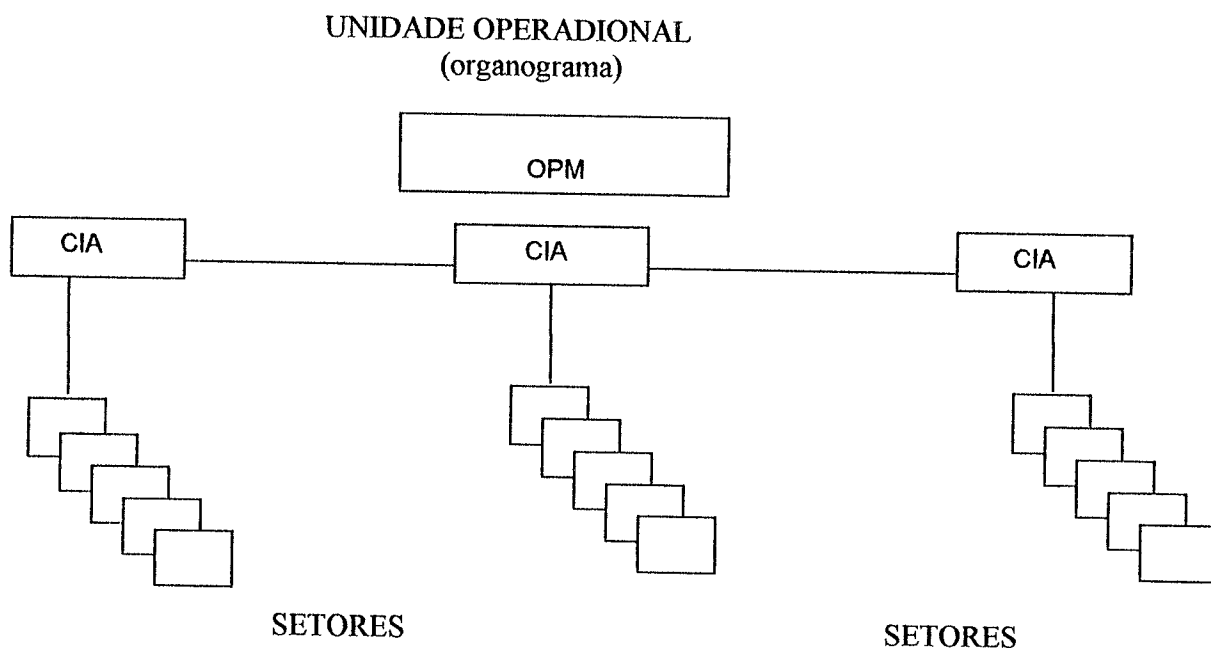 UNIDADE OPERADIONAL
(organograma)
OPM
CIA
CIA
CIA
SETORES
SETORES